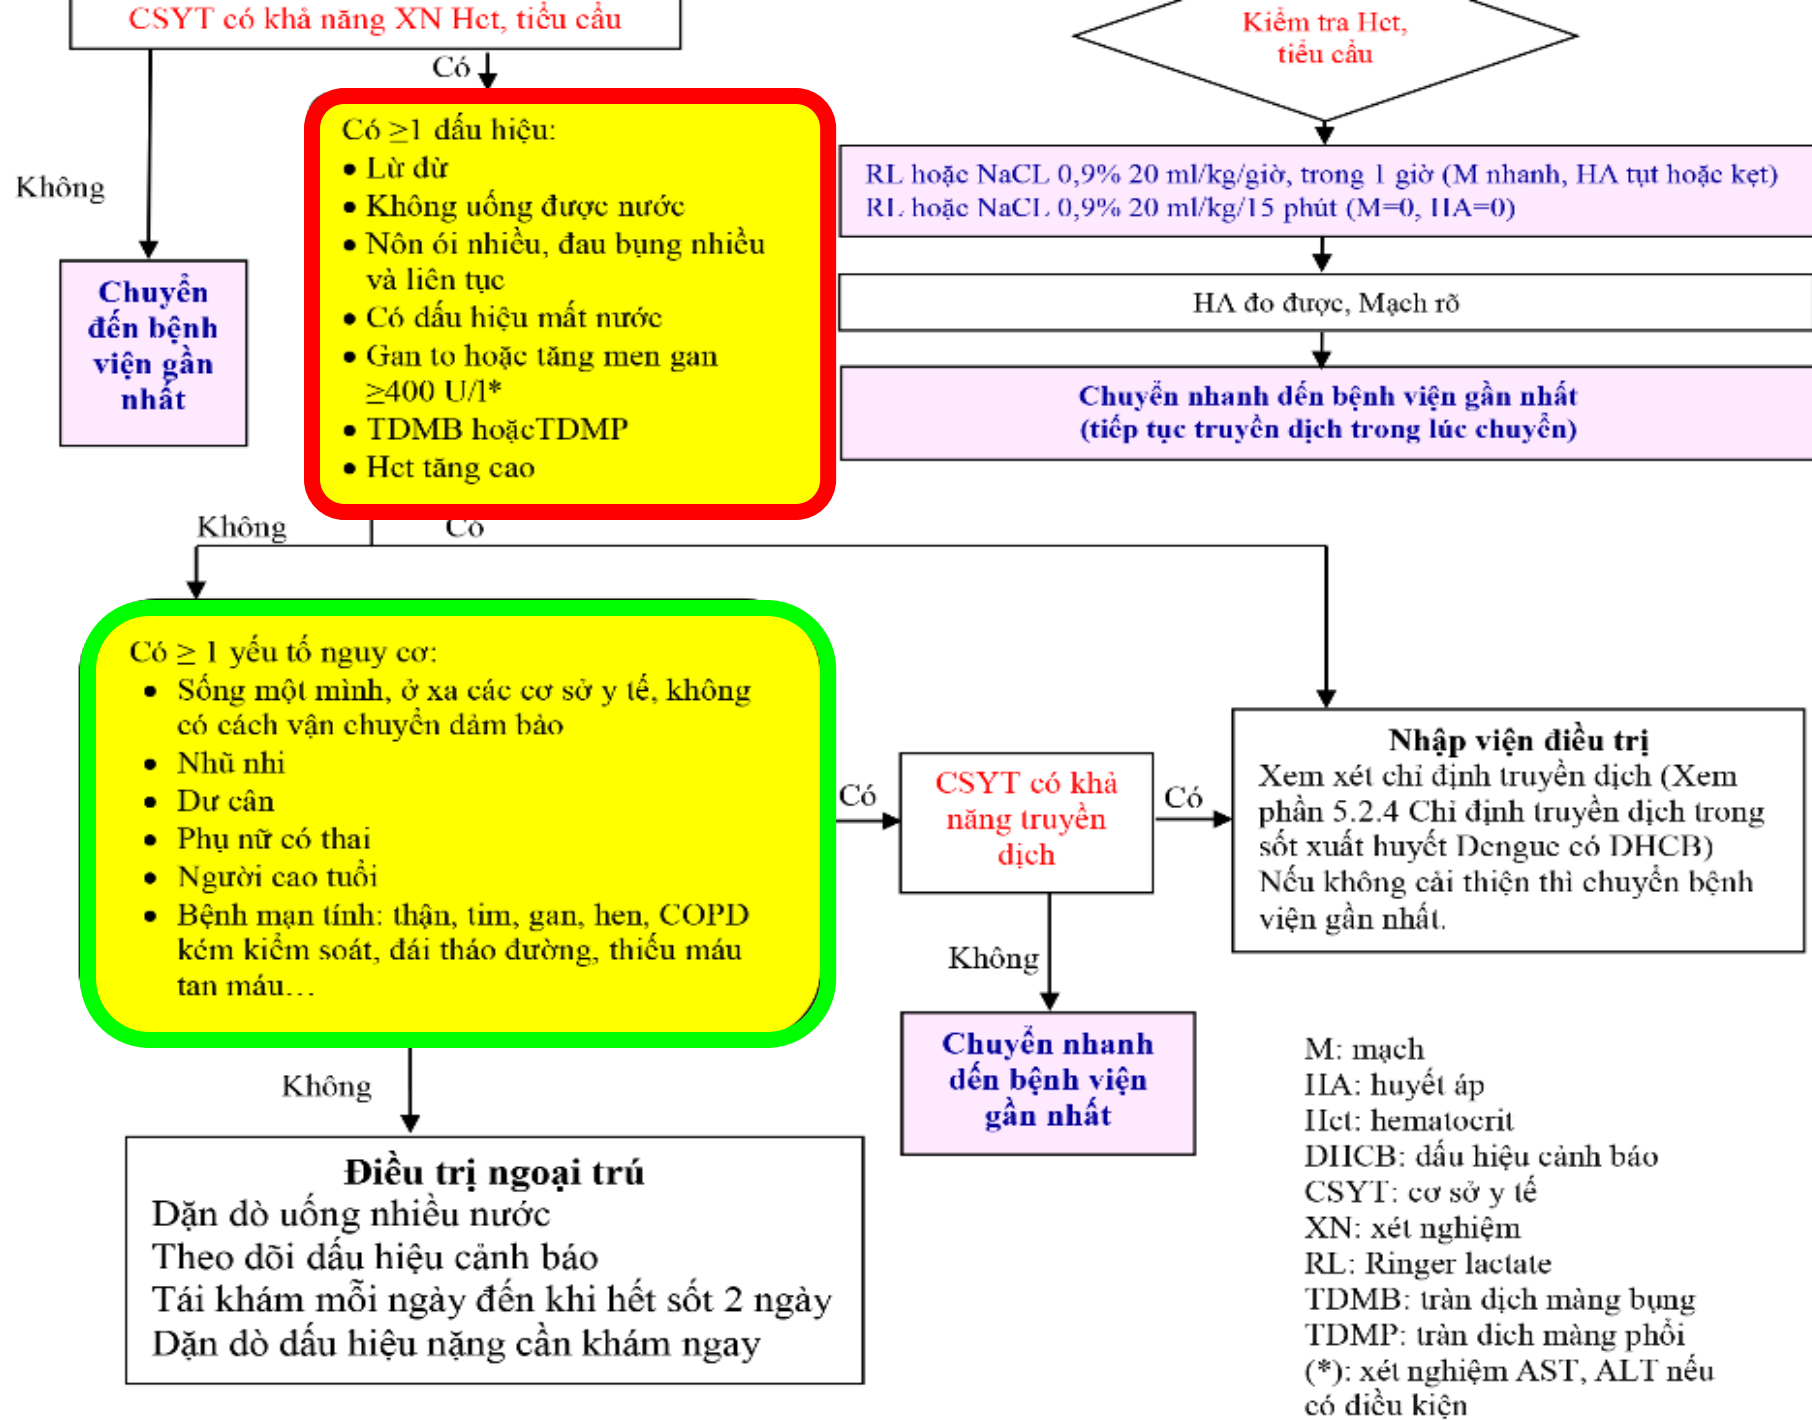 CSYT có khả năng XN Hct, tiểu cầu
Không
Có
Chuyển
đến bệnh
viện gần
nhất
Có ≥1 dấu hiệu:
• Lừ đừ
• Không uống được nước
• Nôn ói nhiều, đau bụng nhiều
và liên tục
• Có dấu hiệu mất nước
• Gan to hoặc tăng men gan
≥400 U/l*
• TDMB hoặcTDMP
• Hct tăng cao
Kiểm tra Hct,
tiểu cầu
RL hoặc NaCL 0,9% 20 ml/kg/giờ, trong 1 giờ (M nhanh, HA tụt hoặc kẹt)
RL hoặc NaCL 0,9% 20 ml/kg/15 phút (M=0, HA=0)
HA đo được, Mạch rõ
Chuyển nhanh đến bệnh viện gần nhất
(tiếp tục truyền dịch trong lúc chuyển)
Không
Có
Có ≥ 1 yếu tố nguy cơ:
• Sống một mình, ở xa các cơ sở y tế, không
có cách vận chuyển đảm bảo
• Nhũ nhi
• Dư cân
• Phụ nữ có thai
• Người cao tuổi
• Bệnh mạn tính: thận, tim, gan, hen, COPD
kém kiểm soát, đái tháo đường, thiếu máu
tan máu…
Có
CSYT có khả
năng truyền
dịch
Có
Nhập viện điều trị
Xem xét chỉ định truyền dịch (Xem
phần 5.2.4 Chỉ định truyền dịch trong
sốt xuất huyết Dengue có DHCB)
Nếu không cải thiện thì chuyển bệnh
viện gần nhất.
Không
Chuyển nhanh
đến bệnh viện
gần nhất
Không
Điều trị ngoại trú
Dặn dò uống nhiều nước
Theo dõi dấu hiệu cảnh báo
Tái khám mỗi ngày đến khi hết sốt 2 ngày
Dặn dò dấu hiệu nặng cần khám ngay
M: mạch
HA: huyết áp
Hct: hematocrit
DHCB: dấu hiệu cảnh báo
CSYT: cơ sở y tế
XN: xét nghiệm
RL: Ringer lactate
TDMB: tràn dịch màng bụng
TDMP: tràn dich màng phổi
(*): xét nghiệm AST, ALT nếu
có điều kiện